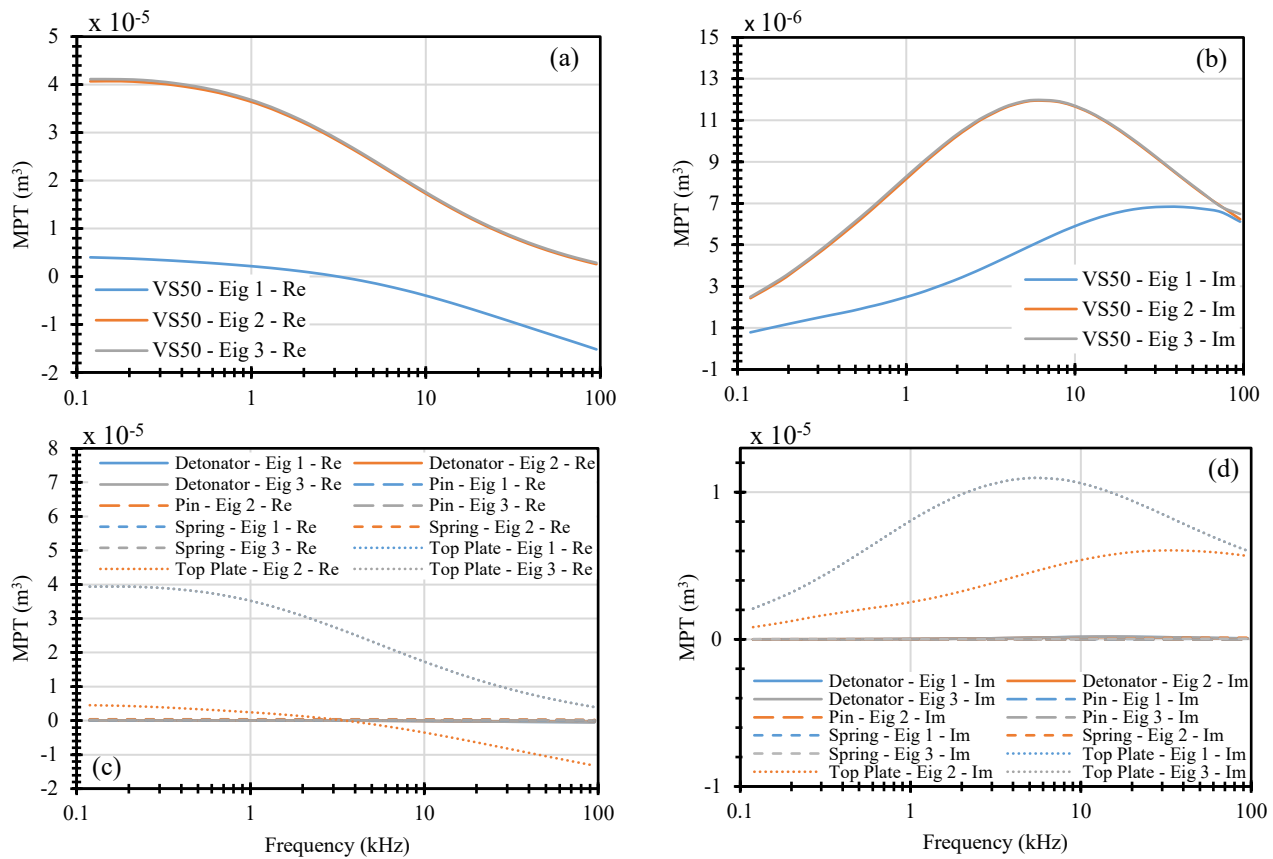 x 10-5
(a)
5
4
3
2
1
0
-1
-2
MPT (m3)
VS50 - Eig 1 - Re
VS50 - Eig 2 - Re
VS50 - Eig 3 - Re
0.1 1 10 100
x 10-6
(b)
15
13
11
9
7
5
3
1
-1
MPT (m3)
VS50 - Eig 1 - Im
VS50 - Eig 2 - Im
VS50 - Eig 3 - Im
0.1 1 10 100
x 10-5
8
7
6
5
4
3
2
1
0
-1
-2
MPT (m3)
Detonator - Eig 1 - Re Detonator - Eig 2 - Re
Detonator - Eig 3 - Re Pin - Eig 1 - Re
Pin - Eig 2 - Re Pin - Eig 3 - Re
Spring - Eig 1 - Re Spring - Eig 2 - Re
Spring - Eig 3 - Re Top Plate - Eig 1 - Re
Top Plate - Eig 2 - Re Top Plate - Eig 3 - Re
(c)
0.1 1 10 100
Frequency (kHz)
x 10-5
(d)
1
0
-1
MPT (m3)
Detonator - Eig 1 - Im Detonator - Eig 2 - Im
Detonator - Eig 3 - Im Pin - Eig 1 - Im
Pin - Eig 2 - Im Pin - Eig 3 - Im
Spring - Eig 1 - Im Spring - Eig 2 - Im
Spring - Eig 3 - Im Top Plate - Eig 1 - Im
Top Plate - Eig 2 - Im Top Plate - Eig 3 - Im
0.1 1 10 100
Frequency (kHz)